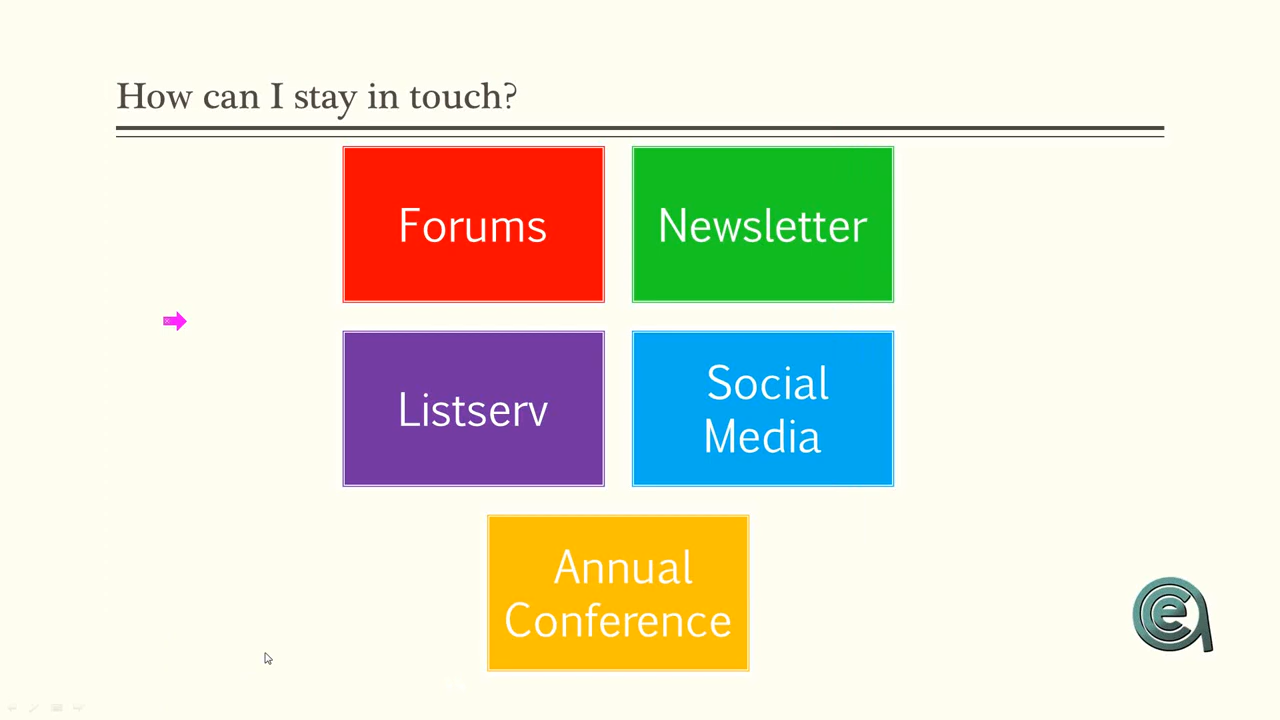 How can I stay in touch?
Forums
Newsletter
Listserv
Social
Media
Annual
Conference